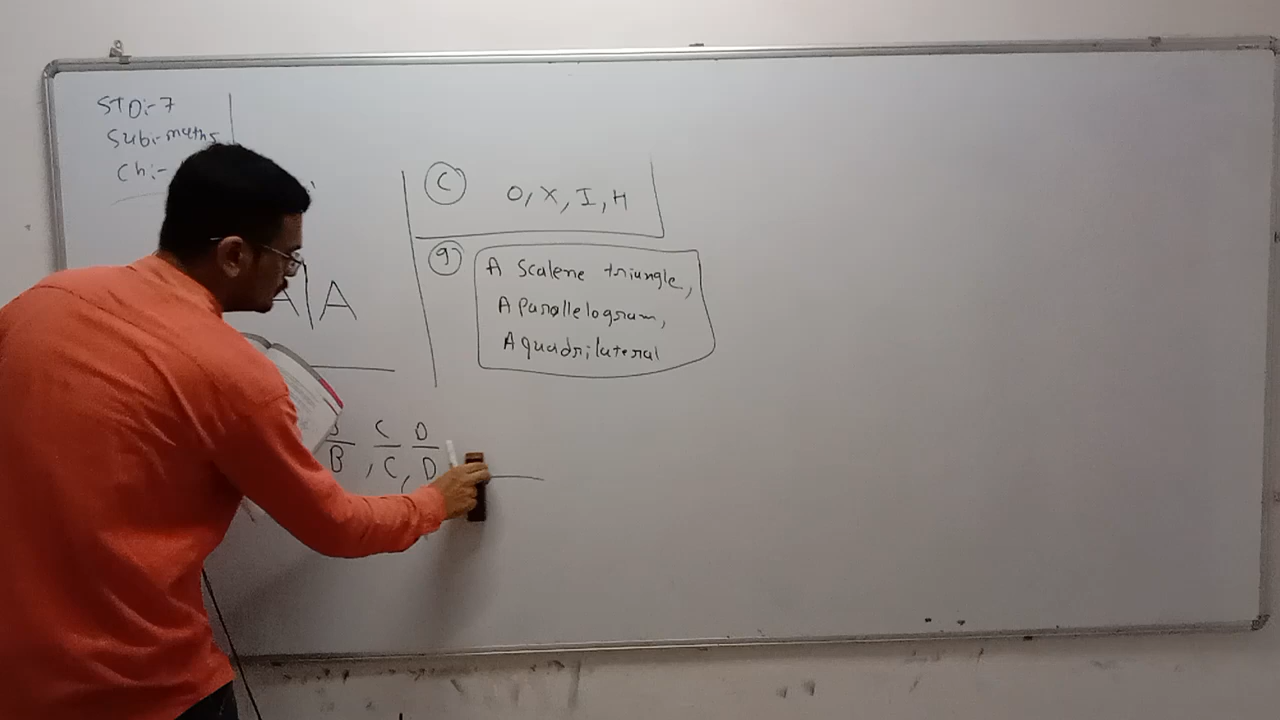 STD:- 7
Sub:- maths
Ch:-
A | A
C
O, X, I, H
9
A Scalene triangle,
A Parallelogram,
A quadrilateral
C D
B , C , D